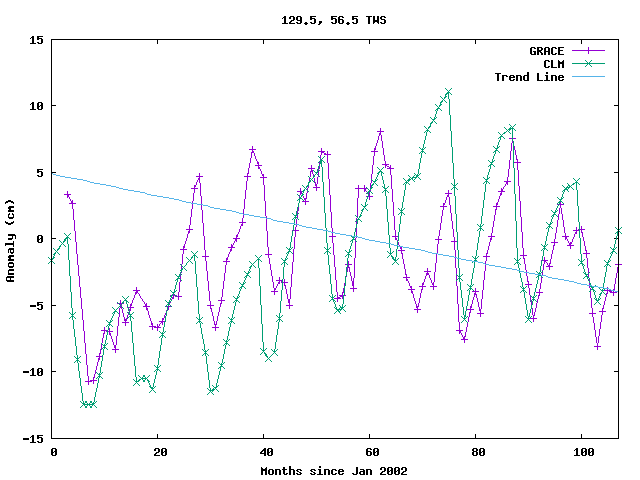 129.5, 56.5 TWS
GRACE
CLM
Trend Line
Anomaly (cm)
15
10
5
0
-5
-10
-15
0 20 40 60 80 100
Months since Jan 2002